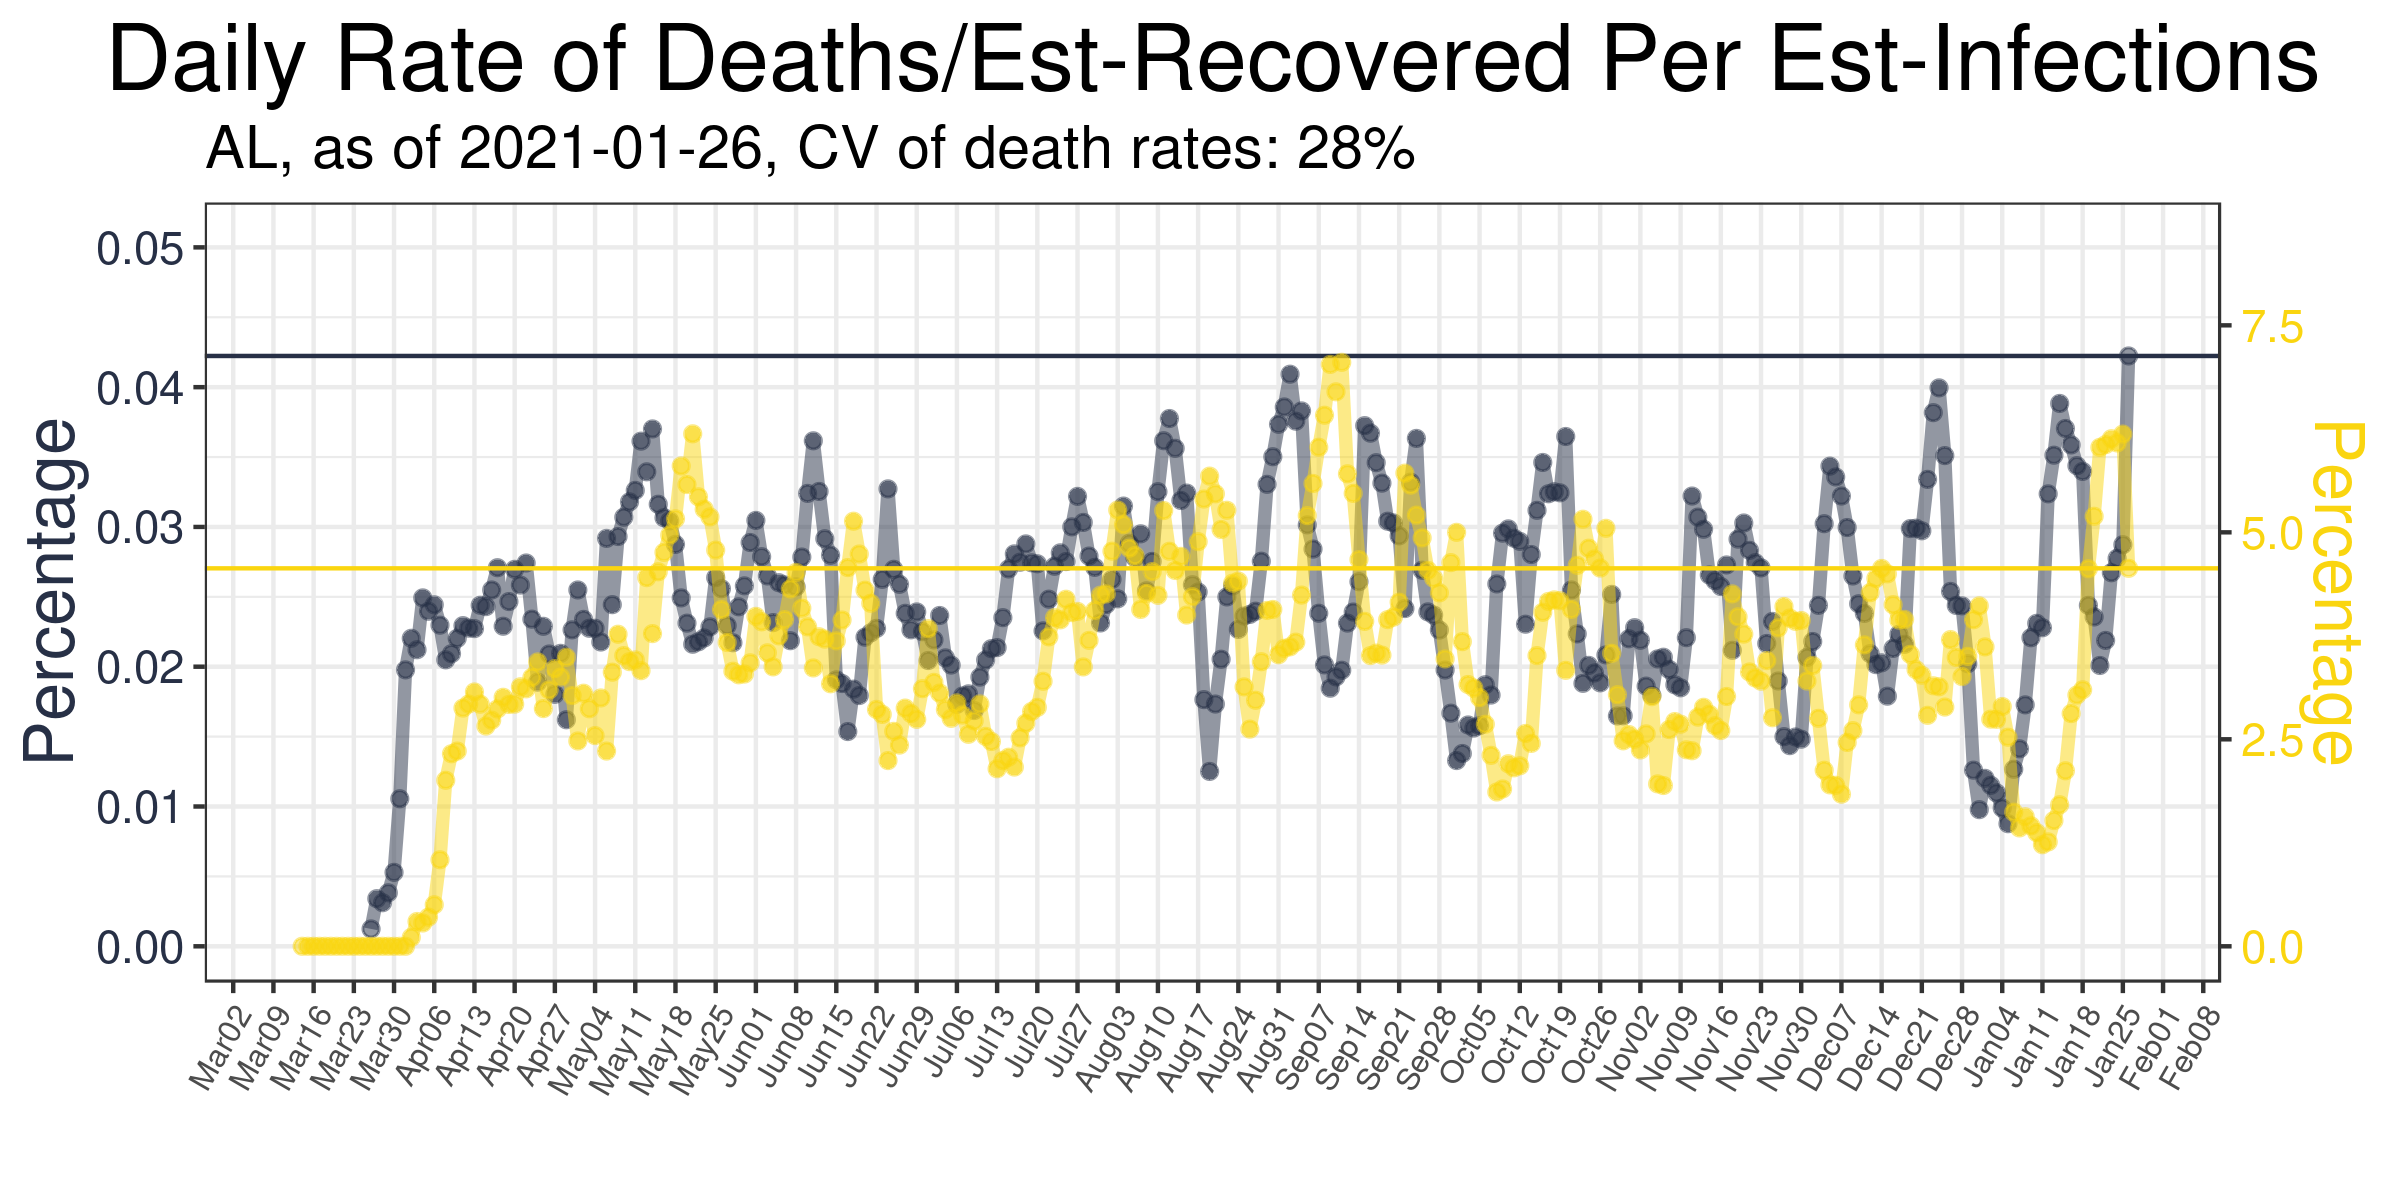 Daily Rate of Deaths/Est-Recovered Per Est-Infections
AL, as of 2021-01-26, CV of death rates: 28%
Percentage
0.05
0.04
0.03
0.02
0.01
0.00
7.5
5.0
2.5
0.0
Percentage
Mar02
Mar09
Mar16
Mar23
Mar30
Apr06
Apr13
Apr20
Apr27
May04
May11
May18
May25
Jun01
Jun08
Jun15
Jun22
Jun29
Jul06
Jul13
Jul20
Jul27
Aug03
Aug10
Aug17
Aug24
Aug31
Sep07
Sep14
Sep21
Sep28
Oct05
Oct12
Oct19
Oct26
Nov02
Nov09
Nov16
Nov23
Nov30
Dec07
Dec14
Dec21
Dec28
Jan04
Jan11
Jan18
Jan25
Feb01
Feb08